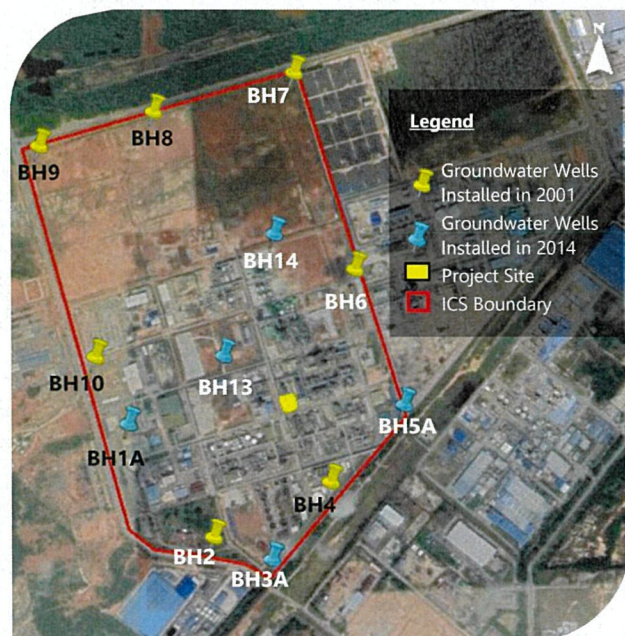 N
BH7
BH8
BH9
Legend
Groundwater Wells
Installed in 2001
Groundwater Wells
Installed in 2014
Project Site
ICS Boundary
BH14
BH6
BH10
BH13
BH5A
BH1A
BH4
BH2
BH3A